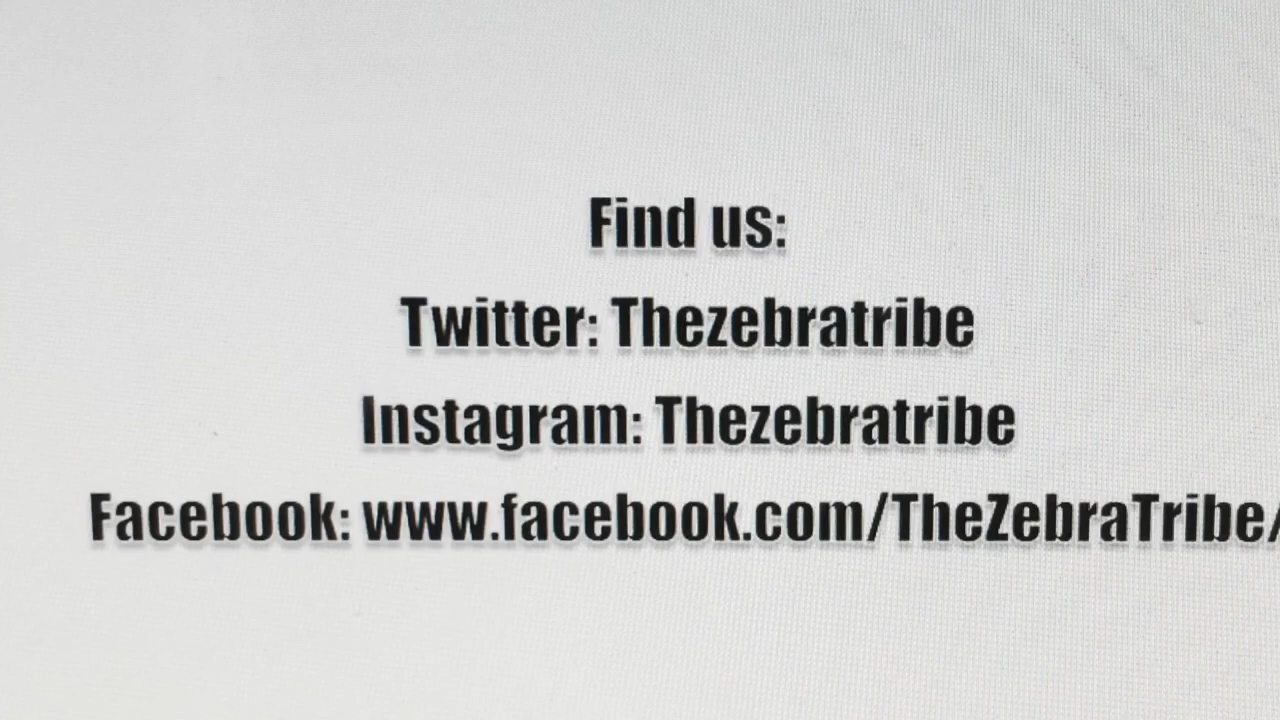 Find us:
Twitter: Thezebratribe
Instagram: Thezebratribe
Facebook: www.facebook.com/TheZebraTribe/